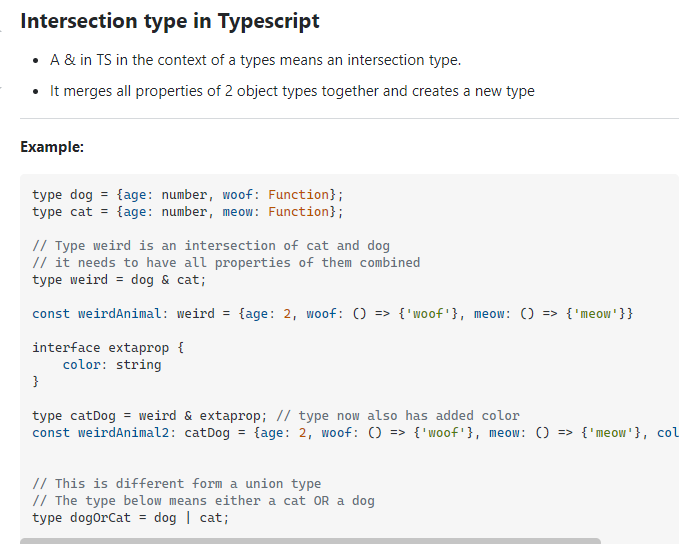 Intersection type in Typescript
• A & in TS in the context of a types means an intersection type.
• It merges all properties of 2 object types together and creates a new type
Example:
type dog = {age: number, woof: Function};
type cat = {age: number, meow: Function};
// Type weird is an intersection of cat and dog
// it needs to have all properties of them combined
type weird = dog & cat;
const weirdAnimal: weird = {age: 2, woof: () => {'woof'}, meow: () => {'meow'}}
interface extaprop {
    color: string
}
type catDog = weird & extaprop; // type now also has added color
const weirdAnimal2: catDog = {age: 2, woof: () => {'woof'}, meow: () => {'meow'}, col
// This is different form a union type
// The type below means either a cat OR a dog
type dogOrCat = dog | cat;